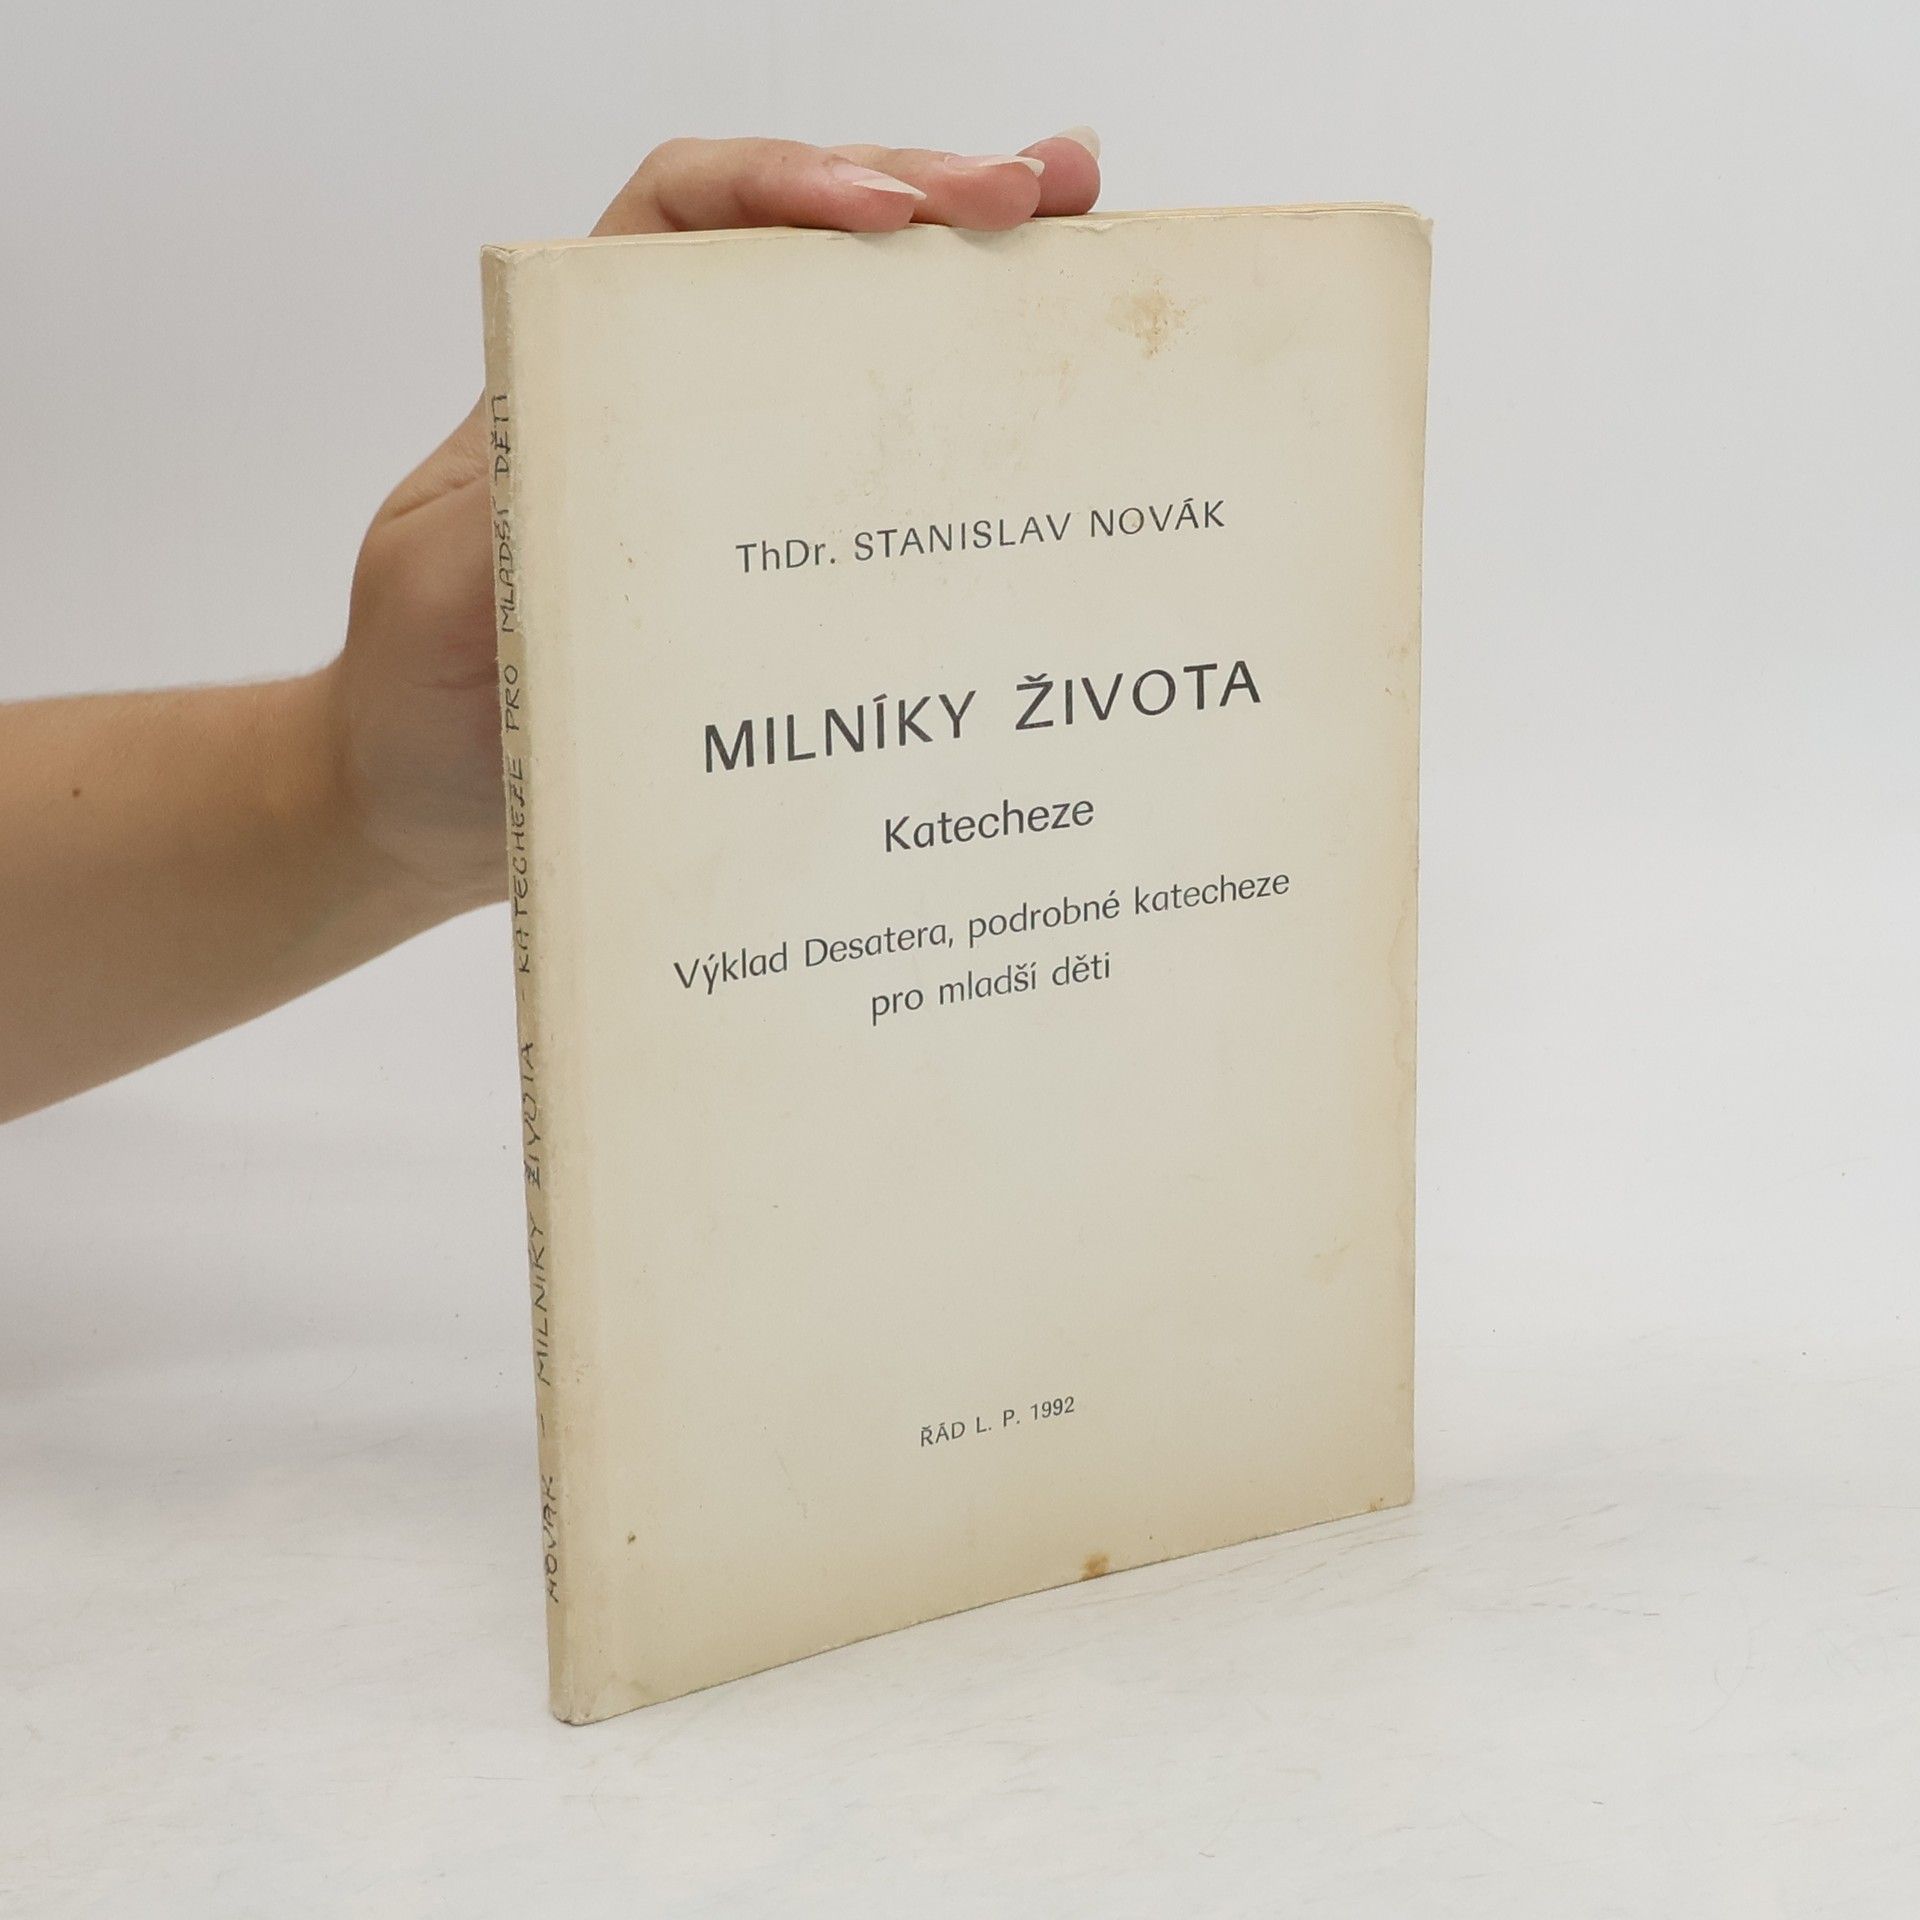 ThDr. STANISLAV NOVÁK
MILNÍKY ŽIVOTA
Katecheze
Výklad Desatera, podrobné katecheze
pro mladší děti
ŘÁD L. P. 1992
NOVÁK - MILNÍKY ŽIVOTA - KATECHEZE PRO MLADŠÍ DĚTI